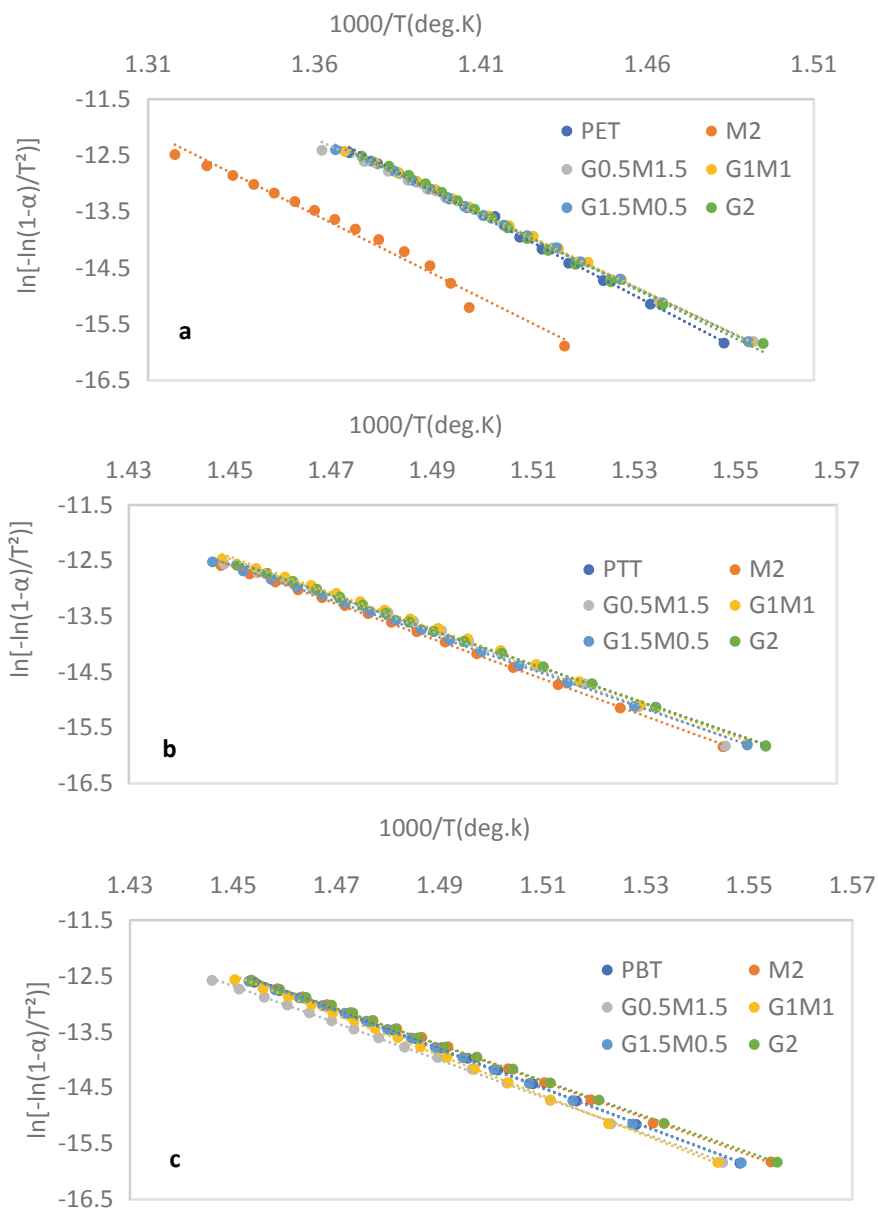 1000/T(deg.K)
1.31 1.36 1.41 1.46 1.51
-11.5
-12.5
-13.5
-14.5
-15.5
-16.5
ln[-ln(1-α)/T²)]
PET M2
G0.5M1.5 G1M1
G1.5M0.5 G2
a
1000/T(deg.K)
1.43 1.45 1.47 1.49 1.51 1.53 1.55 1.57
-11.5
-12.5
-13.5
-14.5
-15.5
-16.5
ln[-ln(1-α)/T²)]
PTT M2
G0.5M1.5 G1M1
G1.5M0.5 G2
b
1000/T(deg.k)
1.43 1.45 1.47 1.49 1.51 1.53 1.55 1.57
-11.5
-12.5
-13.5
-14.5
-15.5
-16.5
ln[-ln(1-α)/T²)]
PBT M2
G0.5M1.5 G1M1
G1.5M0.5 G2
c